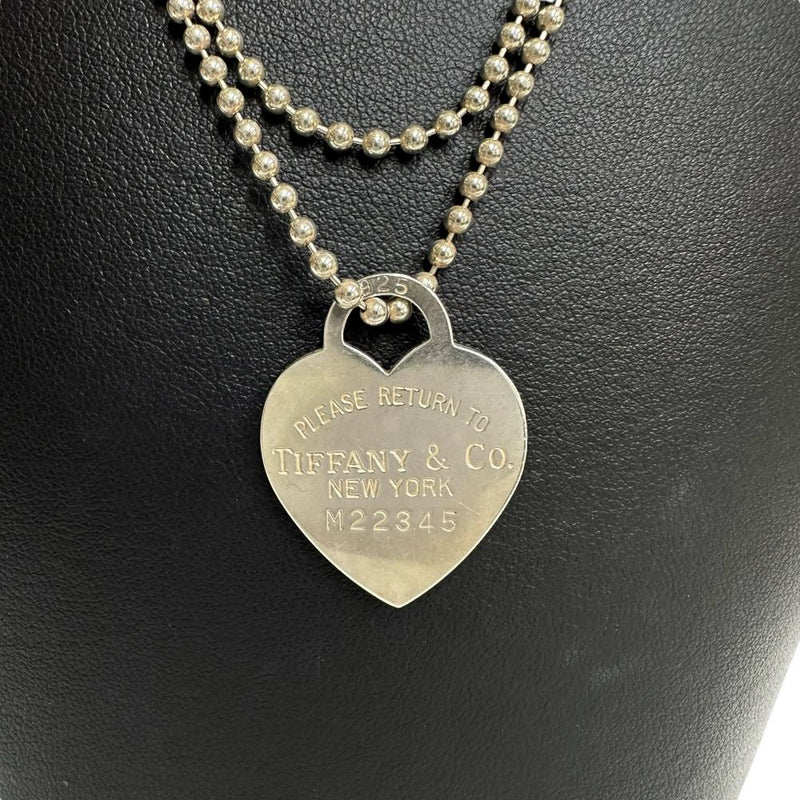 925
PLEASE RETURN TO
TIFFANY & CO.
NEW YORK
M22345